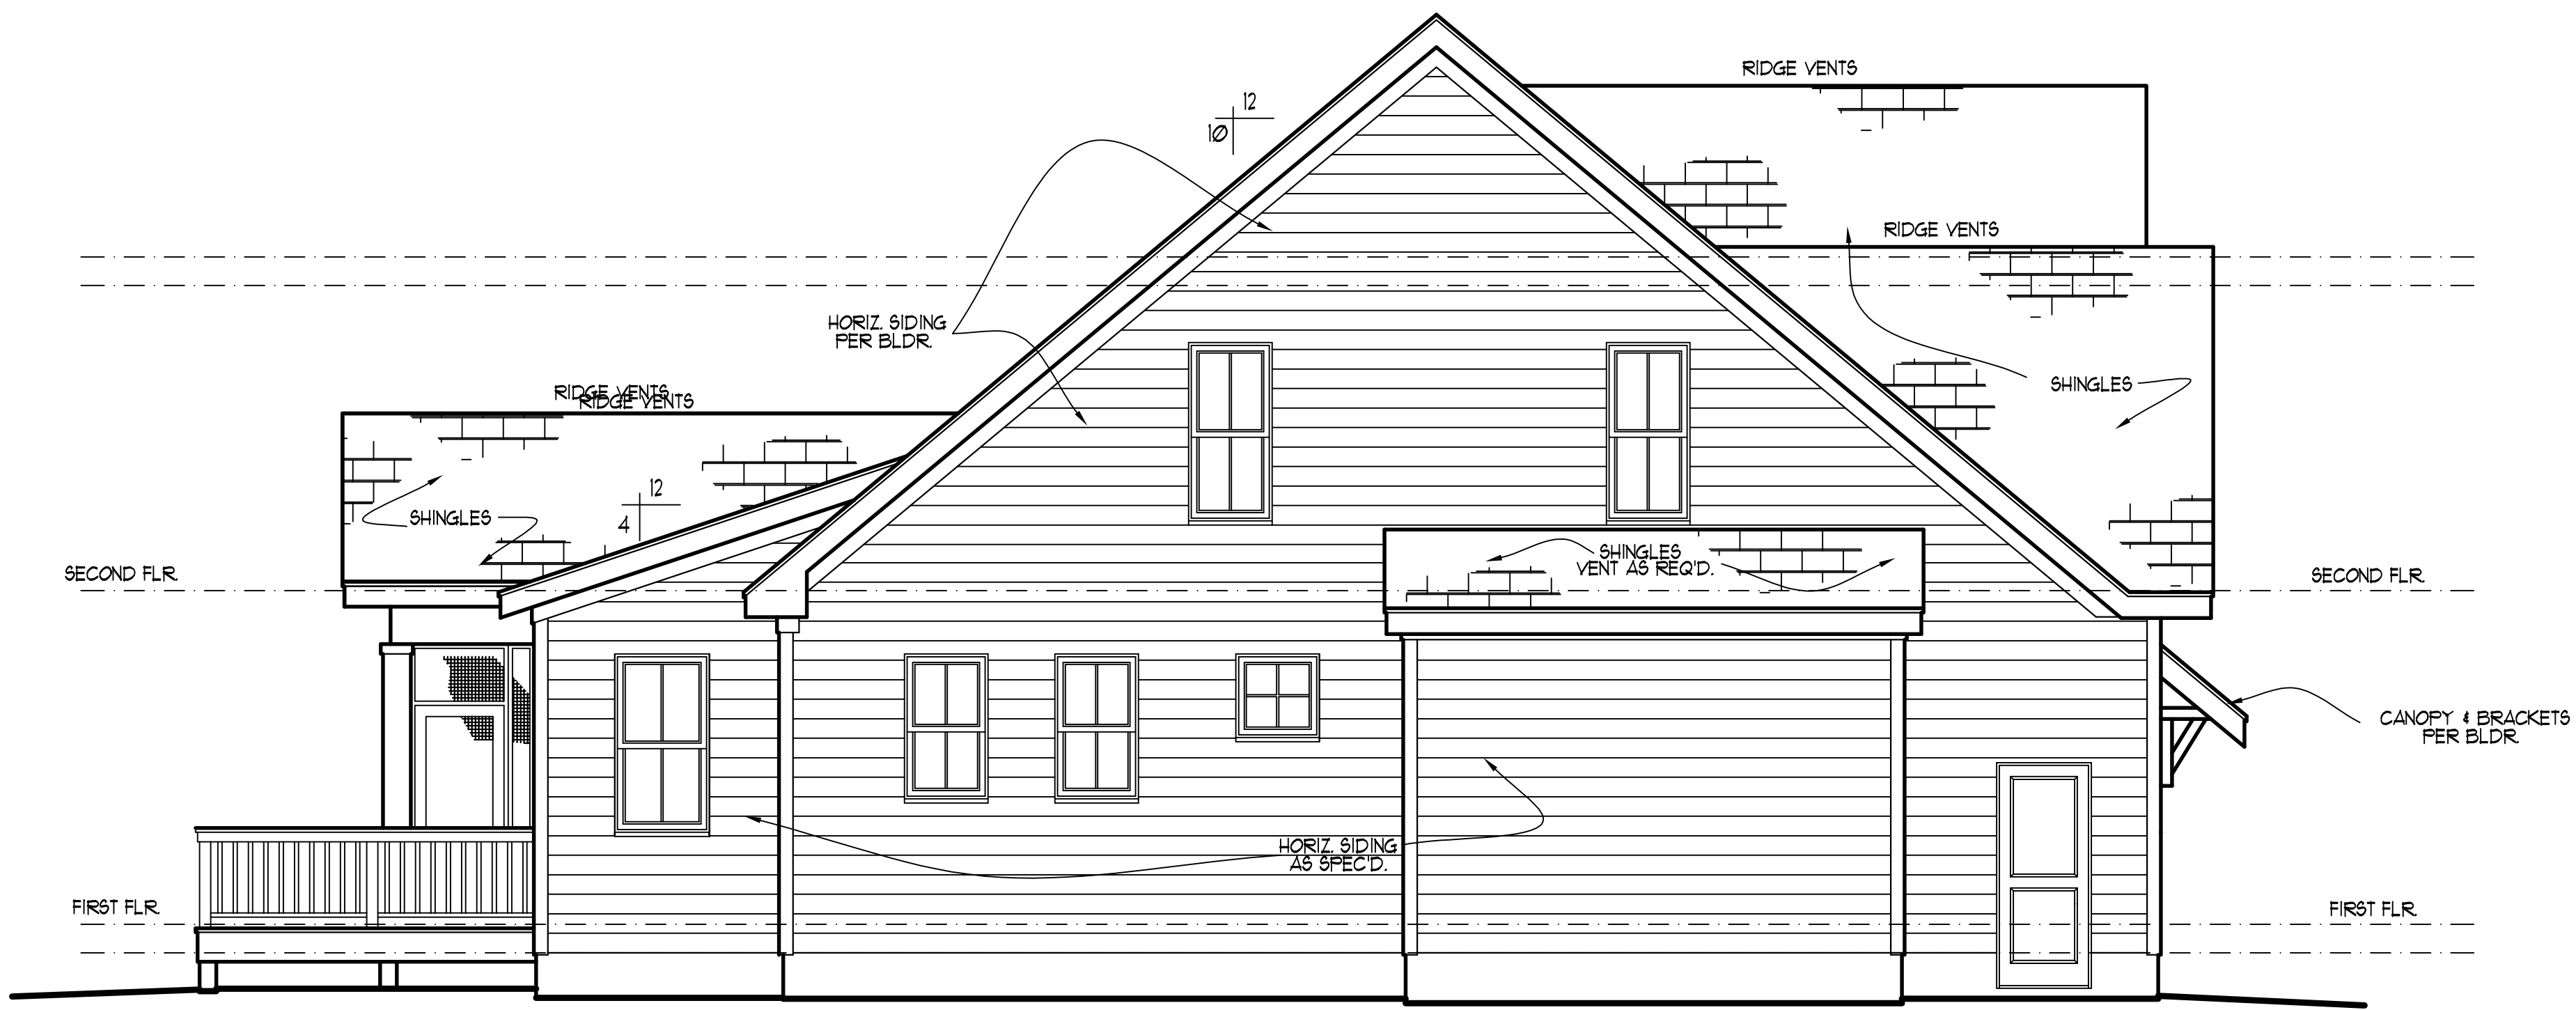 RIDGE VENTS
12
10
RIDGE VENTS
HORIZ. SIDING
PER BLDR.
SHINGLES
RIDGE VENTS
RIDGE VENTS
12
4
SHINGLES
SHINGLES
VENT AS REQ'D.
SECOND FLR.
SECOND FLR.
CANOPY & BRACKETS
PER BLDR.
HORIZ. SIDING
AS SPEC'D.
FIRST FLR.
FIRST FLR.